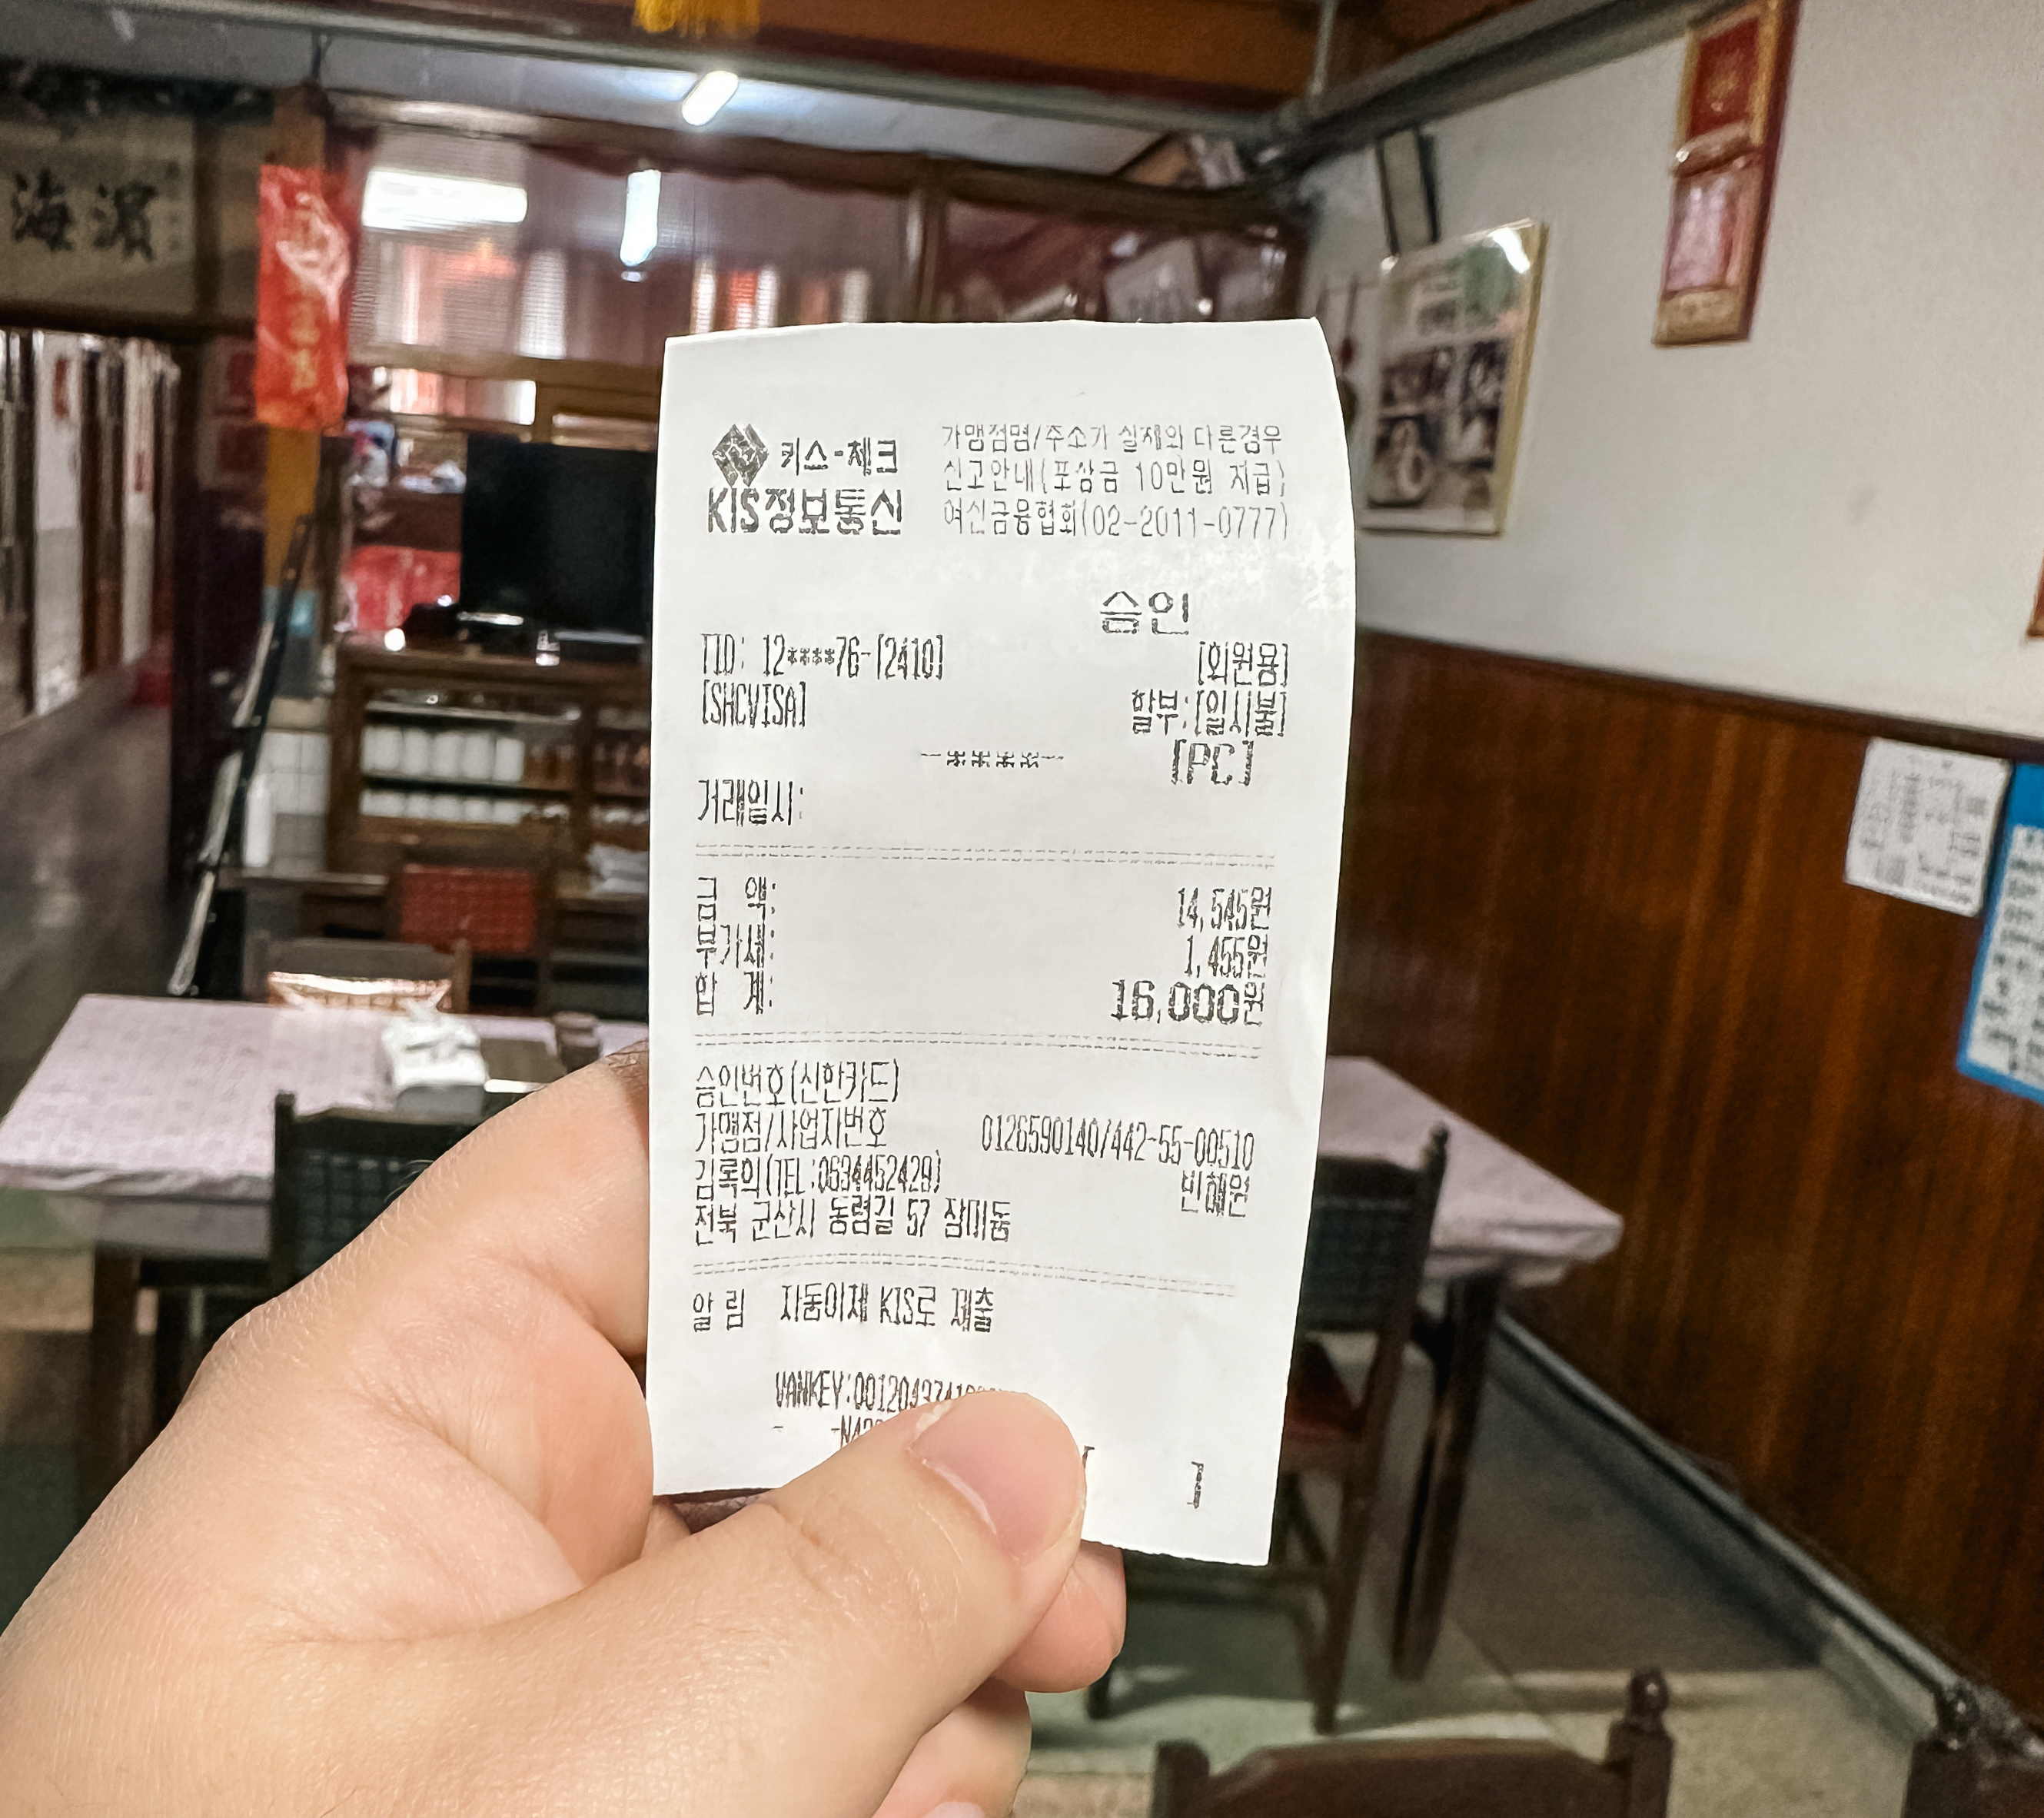 海濱
키스-체크
KIS정보통신
가맹점명/주소가 실제와 다른경우
신고안내(포상금 10만원 지급)
여신금융협회(02-2011-0777)
승인
TID: 12****76-[2410] [회원용]
[SHCVISA] 할부:[일시불]
-****- [PC]
거래일시:
금 액: 14,545원
부가세: 1,455원
합 계: 16,000원
승인번호(신한카드)
가맹점/사업자번호 0126590140/442-55-00510
김록의(TEL:0634452429) 빈해원
전북 군산시 동령길 57 장미동
알 림 자동이체 KIS로 제출
]